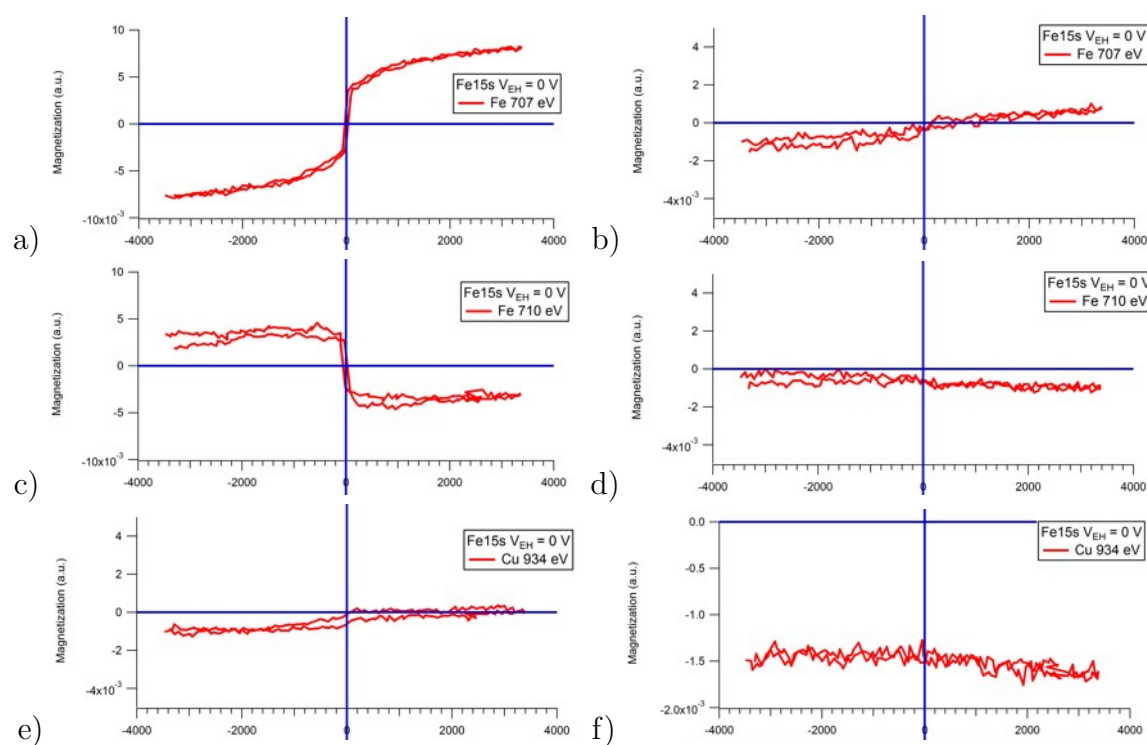 a)
Magnetization (a.u.)
10
5
0
-5
-10x10⁻³
-4000 -2000 0 2000 4000
Fe15s V_EH = 0 V
Fe 707 eV
b)
Magnetization (a.u.)
4
2
0
-2
-4x10⁻³
-4000 -2000 0 2000 4000
Fe15s V_EH = 0 V
Fe 707 eV
c)
Magnetization (a.u.)
10
5
0
-5
-10x10⁻³
-4000 -2000 0 2000 4000
Fe15s V_EH = 0 V
Fe 710 eV
d)
Magnetization (a.u.)
4
2
0
-2
-4x10⁻³
-4000 -2000 0 2000 4000
Fe15s V_EH = 0 V
Fe 710 eV
e)
Magnetization (a.u.)
4
2
0
-2
-4x10⁻³
-4000 -2000 0 2000 4000
Fe15s V_EH = 0 V
Cu 934 eV
f)
Magnetization (a.u.)
0.0
-0.5
-1.0
-1.5
-2.0x10⁻³
-4000 -2000 0 2000 4000
Fe15s V_EH = 0 V
Cu 934 eV